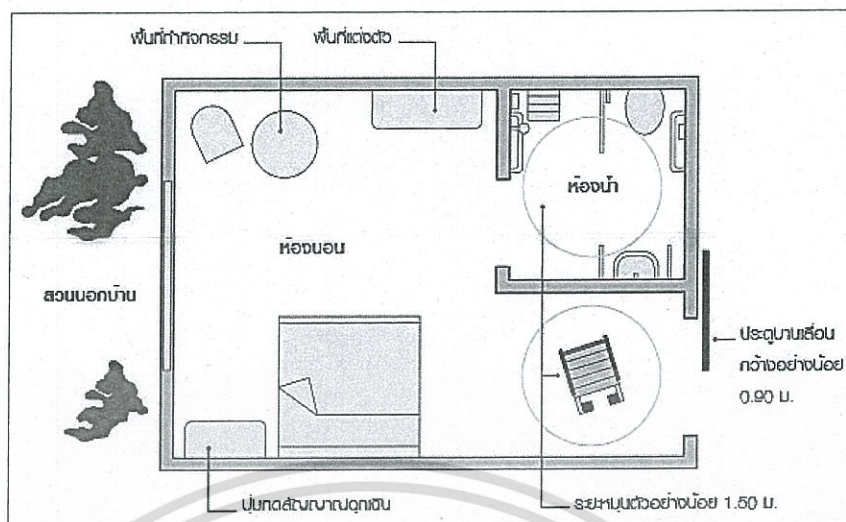 พื้นที่ทำกิจกรรม
พื้นที่แต่งตัว
ห้องน้ำ
ห้องนอน
สวนนอกบ้าน
ประตูบานเลื่อน
กว้างอย่างน้อย
0.90 ม.
ปุ่มกดสัญญาณฉุกเฉิน
ระยะหมุนตัวอย่างน้อย 1.50 ม.